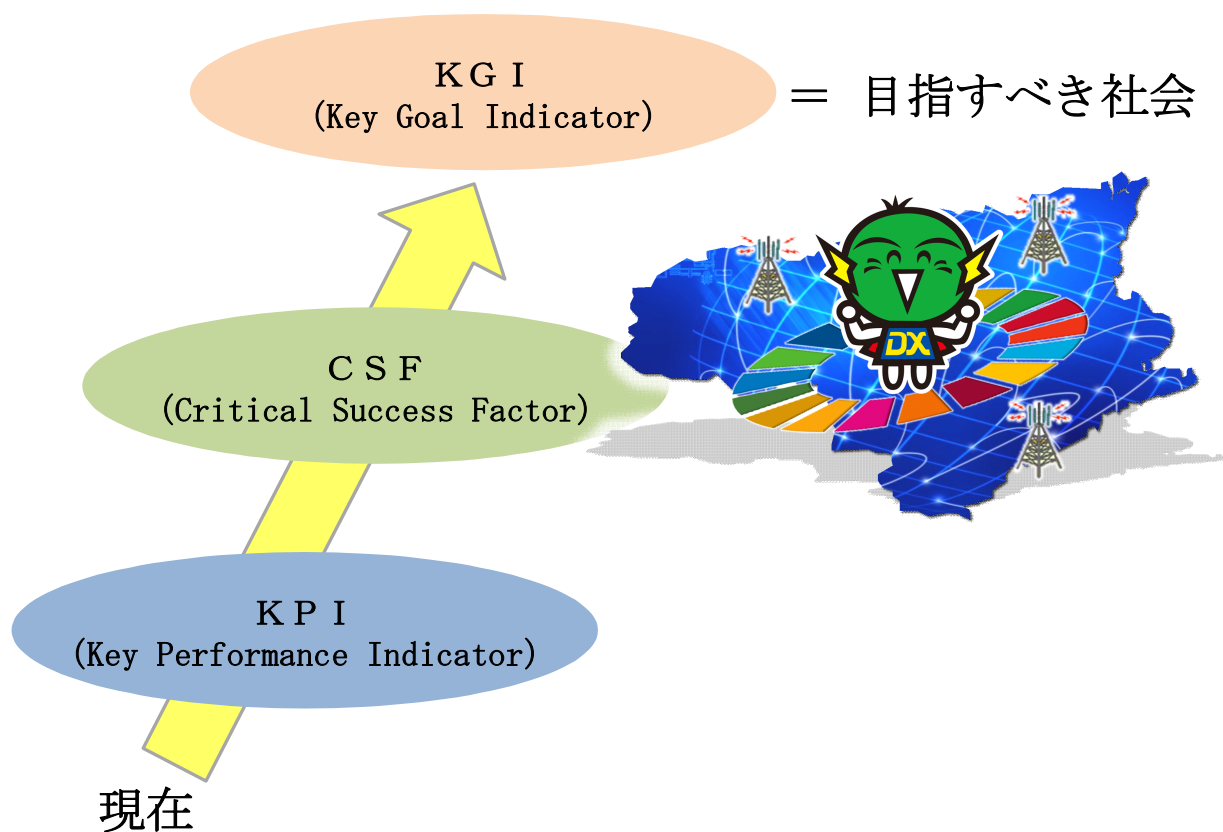 ＫＧＩ
(Key Goal Indicator)
＝ 目指すべき社会
ＣＳＦ
(Critical Success Factor)
DX
ＫＰＩ
(Key Performance Indicator)
現在